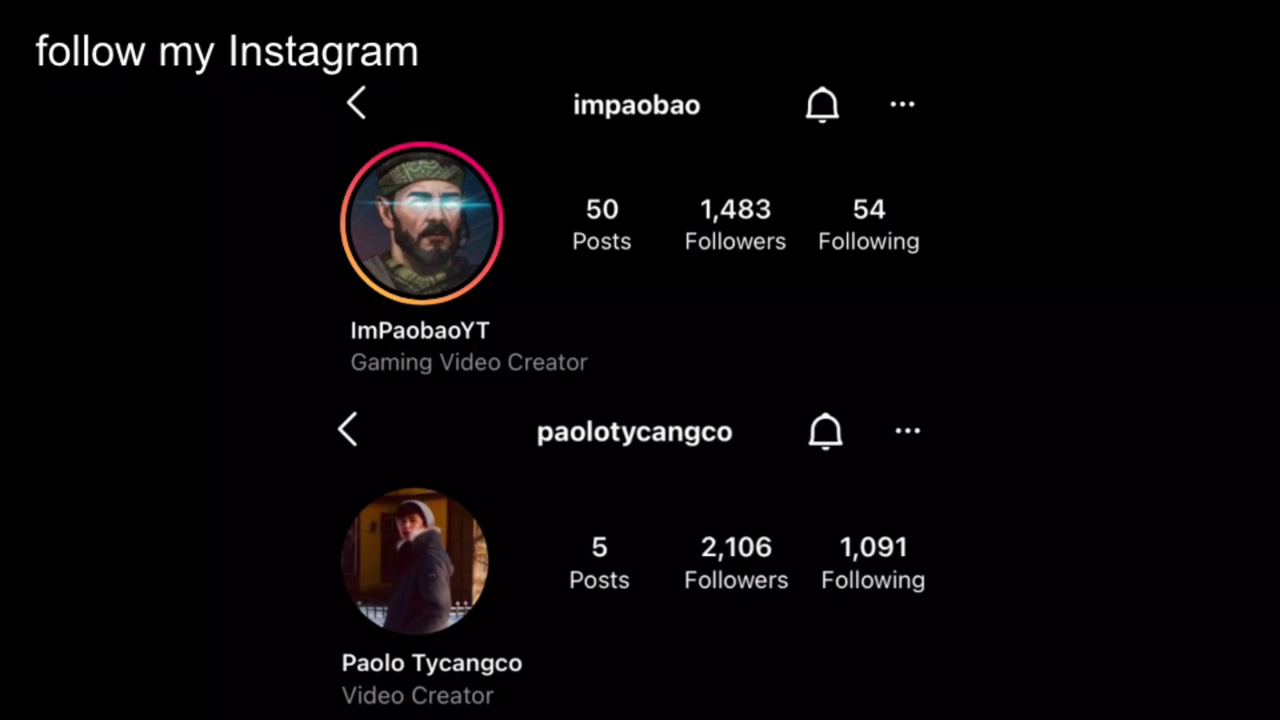 follow my Instagram
impaobao
50 1,483 54
Posts Followers Following
ImPaobaoYT
Gaming Video Creator
paolotycangco
5 2,106 1,091
Posts Followers Following
Paolo Tycangco
Video Creator